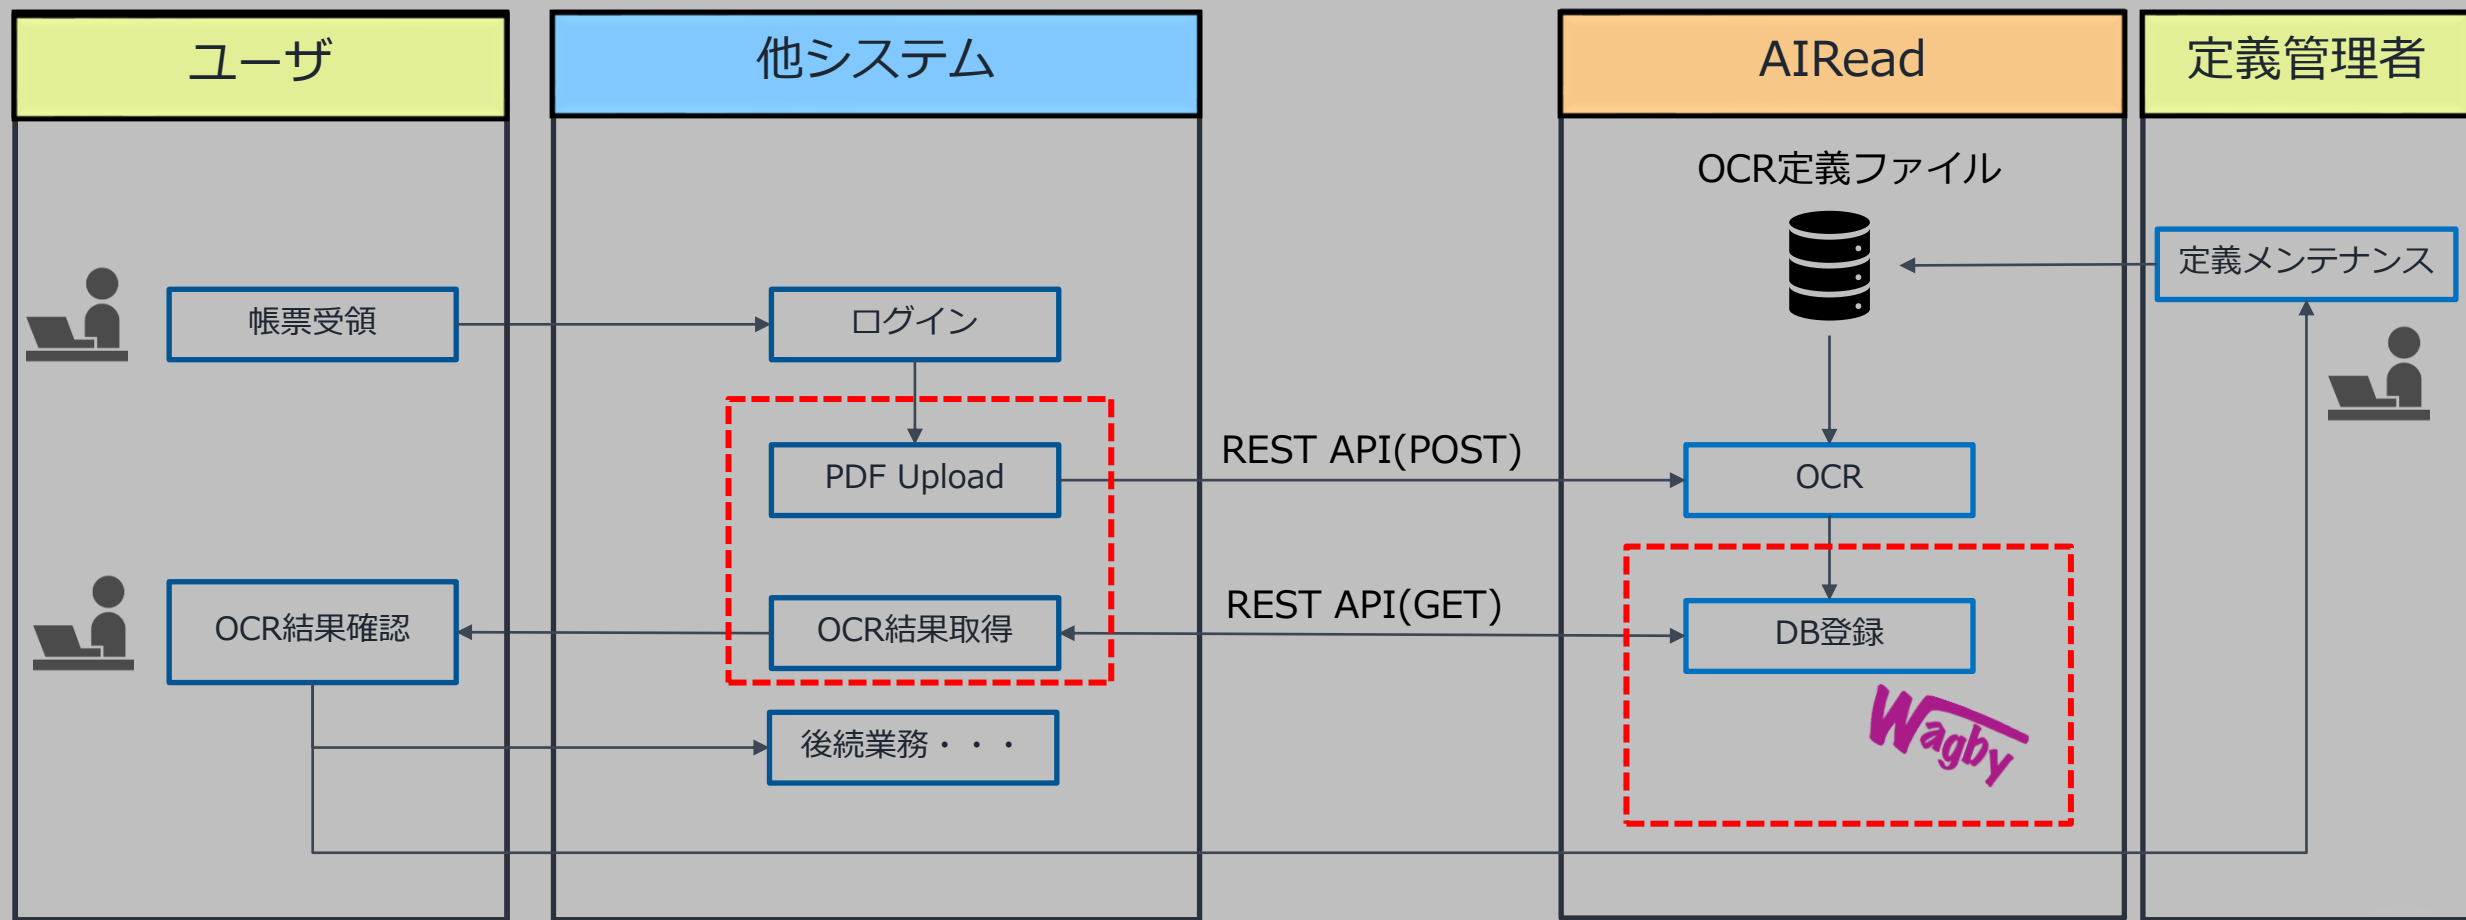 ユーザ
他システム
AIRead
定義管理者
OCR定義ファイル
定義メンテナンス
帳票受領
ログイン
PDF Upload
REST API(POST)
OCR
OCR結果確認
OCR結果取得
REST API(GET)
DB登録
Wagby
後続業務・・・